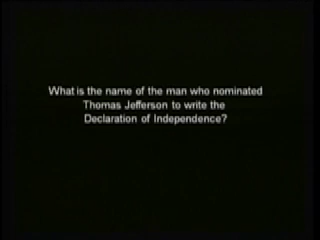 What is the name of the man who nominated
Thomas Jefferson to write the
Declaration of Independence?